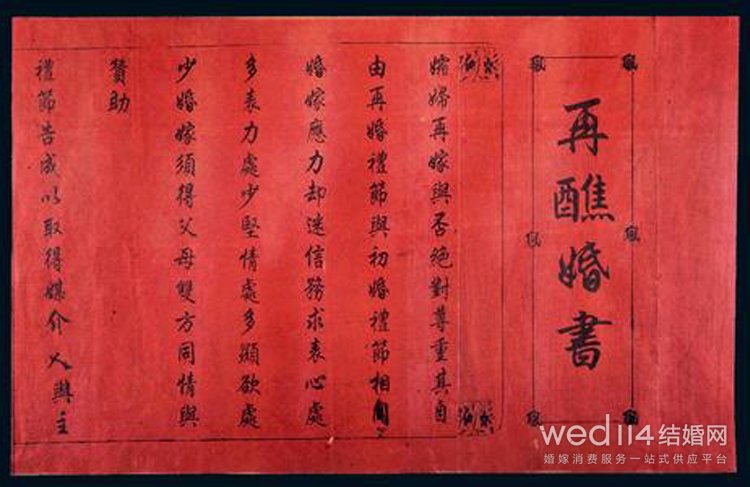 再醮婚書
孀婦再嫁與否絕對尊重其自
由再婚禮節與初婚禮節相同
婚嫁應力却迷信務求表心處
多表力處少堅情處多顯欲處
少婚嫁須得父母雙方同情與
贊助
禮節告成以取得媒介人與主
wed114结婚网
婚嫁消费服务一站式供应平台